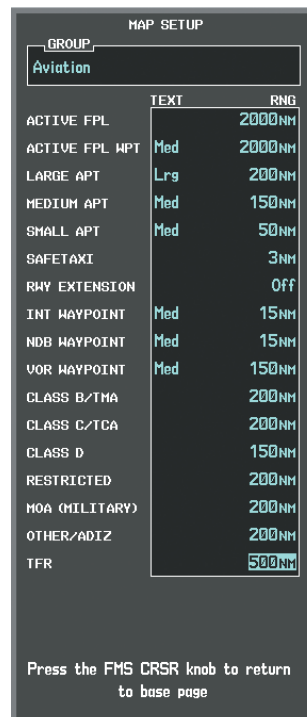 MAP SETUP
GROUP
Aviation
TEXT RNG
ACTIVE FPL 2000NM
ACTIVE FPL WPT Med 2000NM
LARGE APT Lrg 200NM
MEDIUM APT Med 150NM
SMALL APT Med 50NM
SAFETAXI 3NM
RWY EXTENSION Off
INT WAYPOINT Med 15NM
NDB WAYPOINT Med 15NM
VOR WAYPOINT Med 150NM
CLASS B/TMA 200NM
CLASS C/TCA 200NM
CLASS D 150NM
RESTRICTED 200NM
MOA (MILITARY) 200NM
OTHER/ADIZ 200NM
TFR 500NM
Press the FMS CRSR knob to return
to base page